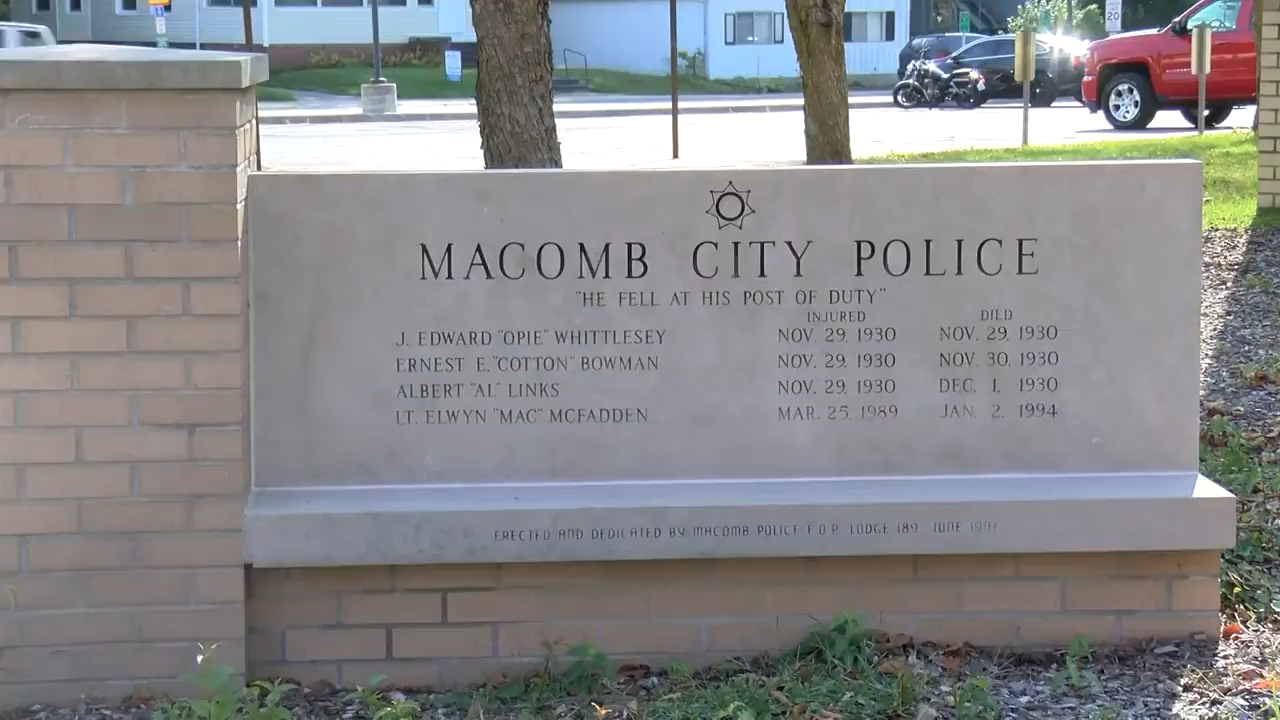 MACOMB CITY POLICE
"HE FELL AT HIS POST OF DUTY"
INJURED DIED
J. EDWARD "OPIE" WHITTLESEY NOV. 29, 1930 NOV. 29, 1930
ERNEST E. "COTTON" BOWMAN NOV. 29, 1930 NOV. 30, 1930
ALBERT "AL" LINKS NOV. 29, 1930 DEC. 1, 1930
LT. ELWYN "MAC" MCFADDEN MAR. 25, 1989 JAN. 2, 1994
ERECTED AND DEDICATED BY MACOMB POLICE F.O.P. LODGE 189 JUNE
20